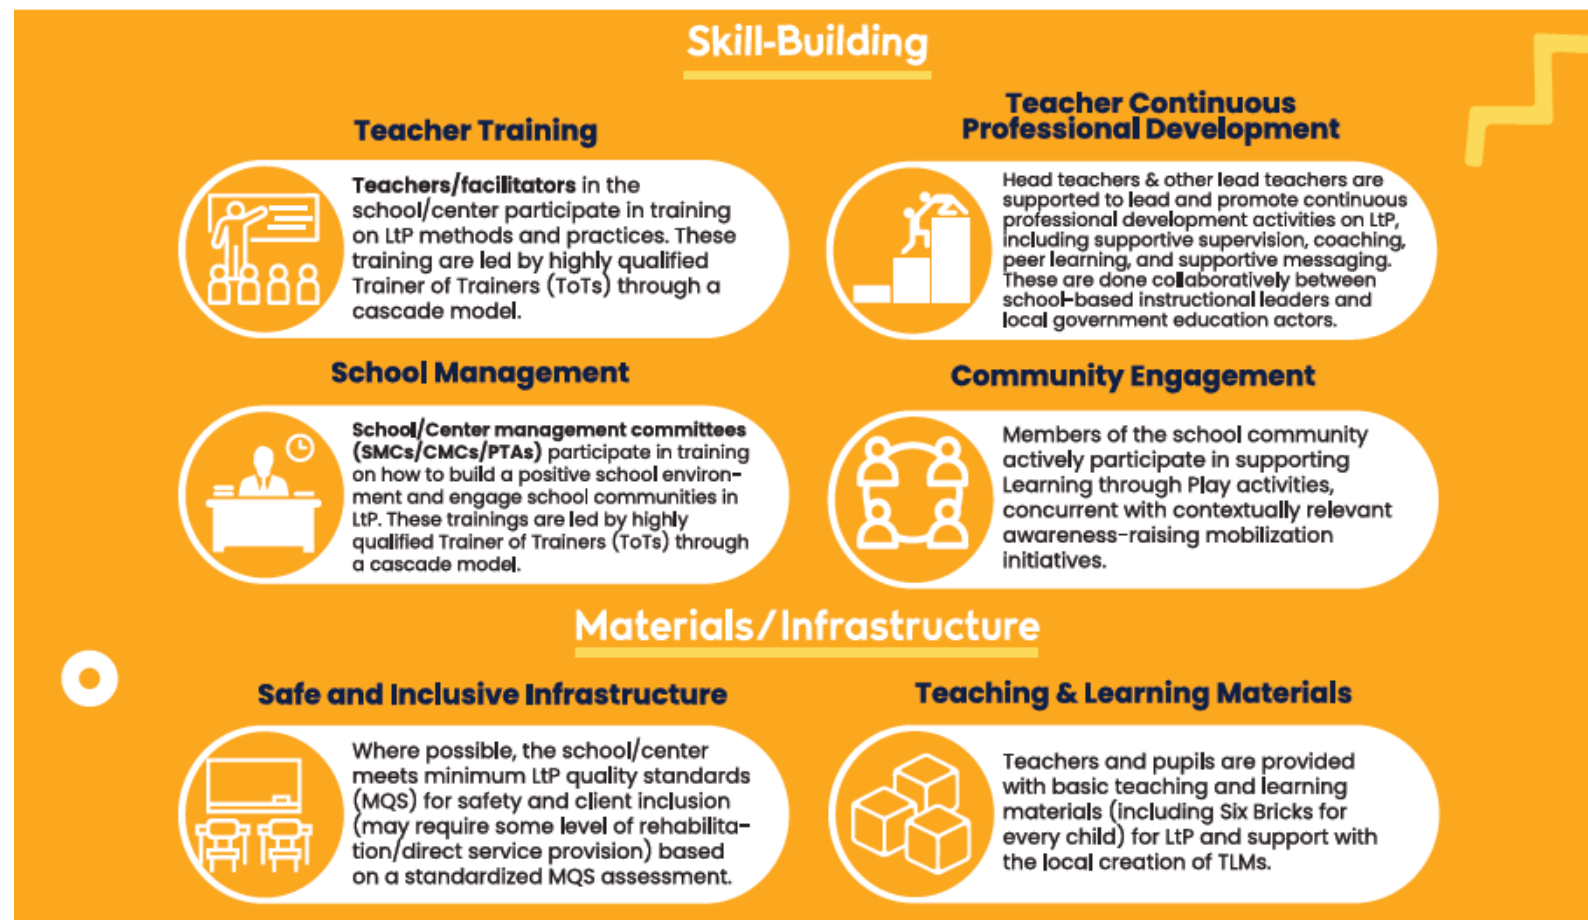 Skill-Building
Teacher Training
Teachers/facilitators in the
school/center participate in training
on LtP methods and practices. These
training are led by highly qualified
Trainer of Trainers (ToTs) through a
cascade model.
Teacher Continuous
Professional Development
Head teachers & other lead teachers are
supported to lead and promote continuous
professional development activities on LtP,
including supportive supervision, coaching,
peer learning, and supportive messaging.
These are done collaboratively between
school-based instructional leaders and
local government education actors.
School Management
School/Center management committees
(SMCs/CMCs/PTAs) participate in training
on how to build a positive school environ-
ment and engage school communities in
LtP. These trainings are led by highly
qualified Trainer of Trainers (ToTs) through
a cascade model.
Community Engagement
Members of the school community
actively participate in supporting
Learning through Play activities,
concurrent with contextually relevant
awareness-raising mobilization
initiatives.
Materials/Infrastructure
Safe and Inclusive Infrastructure
Where possible, the school/center
meets minimum LtP quality standards
(MQS) for safety and client inclusion
(may require some level of rehabilita-
tion/direct service provision) based
on a standardized MQS assessment.
Teaching & Learning Materials
Teachers and pupils are provided
with basic teaching and learning
materials (including Six Bricks for
every child) for LtP and support with
the local creation of TLMs.